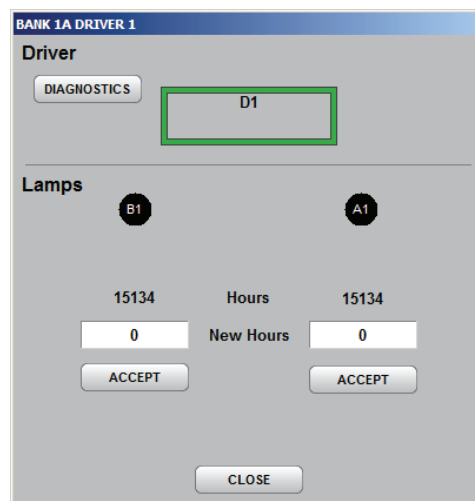 BANK 1A DRIVER 1
Driver
DIAGNOSTICS
D1
Lamps
B1 A1
15134 Hours 15134
0 New Hours 0
ACCEPT ACCEPT
CLOSE